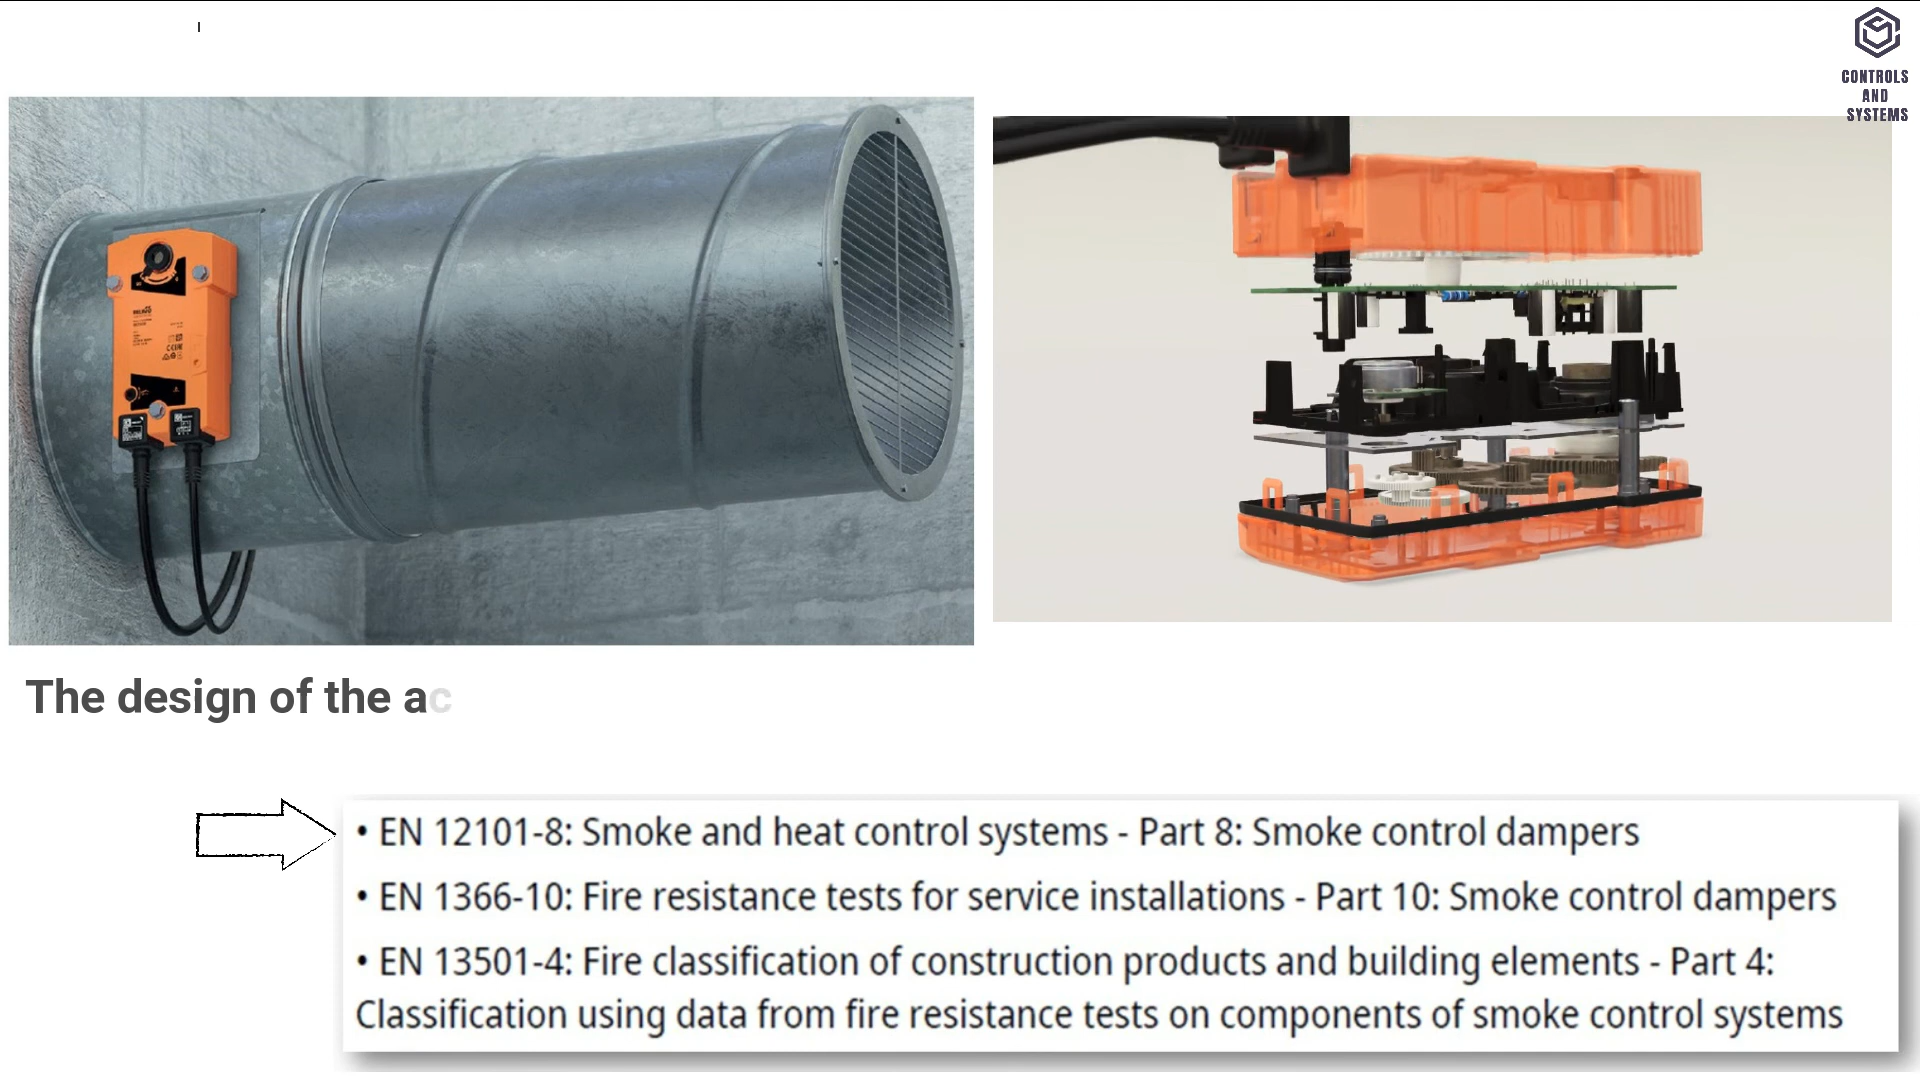 CONTROLS
AND
SYSTEMS
BELIMO
The design of the ac
• EN 12101-8: Smoke and heat control systems - Part 8: Smoke control dampers
• EN 1366-10: Fire resistance tests for service installations - Part 10: Smoke control dampers
• EN 13501-4: Fire classification of construction products and building elements - Part 4:
Classification using data from fire resistance tests on components of smoke control systems